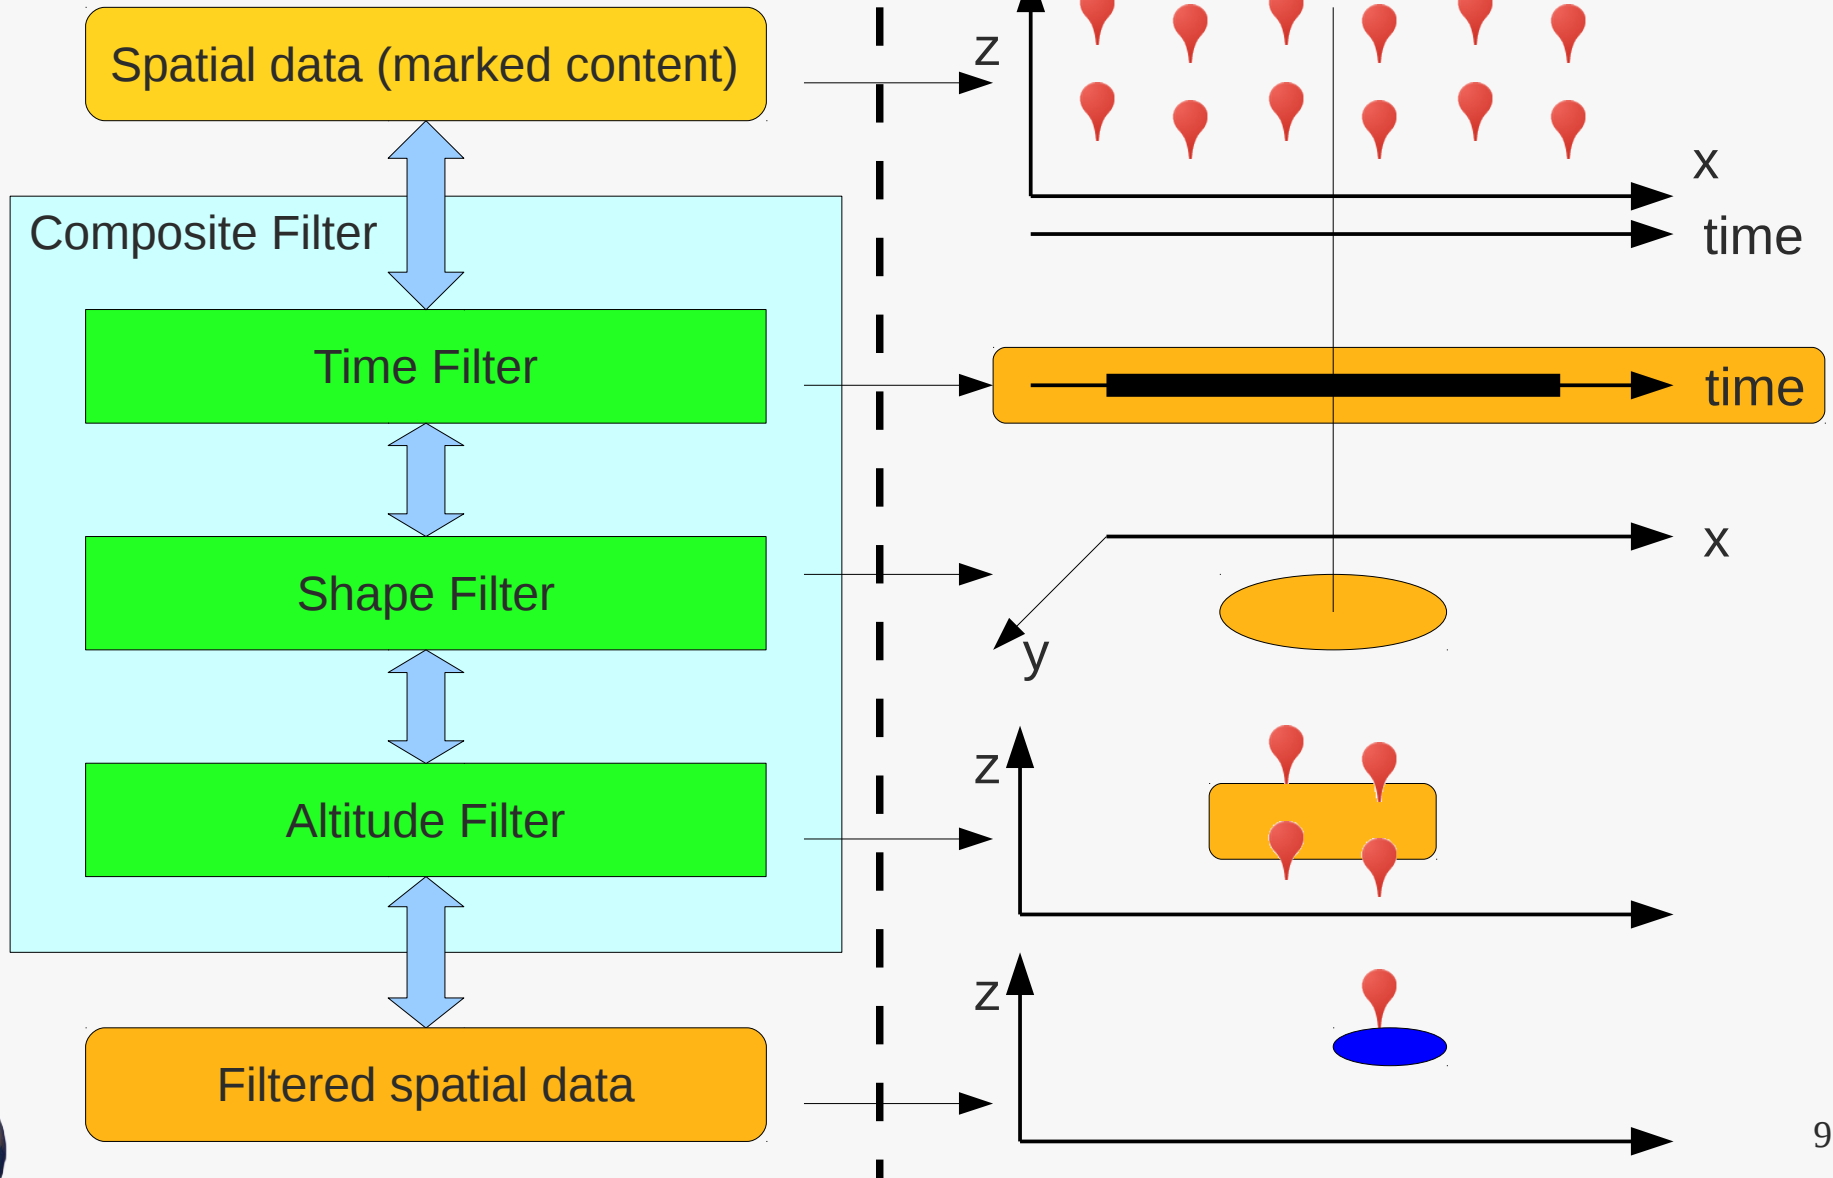 Spatial data (marked content)
Composite Filter
Time Filter
Shape Filter
Altitude Filter
Filtered spatial data
z
x
time
time
x
y
z
z
9